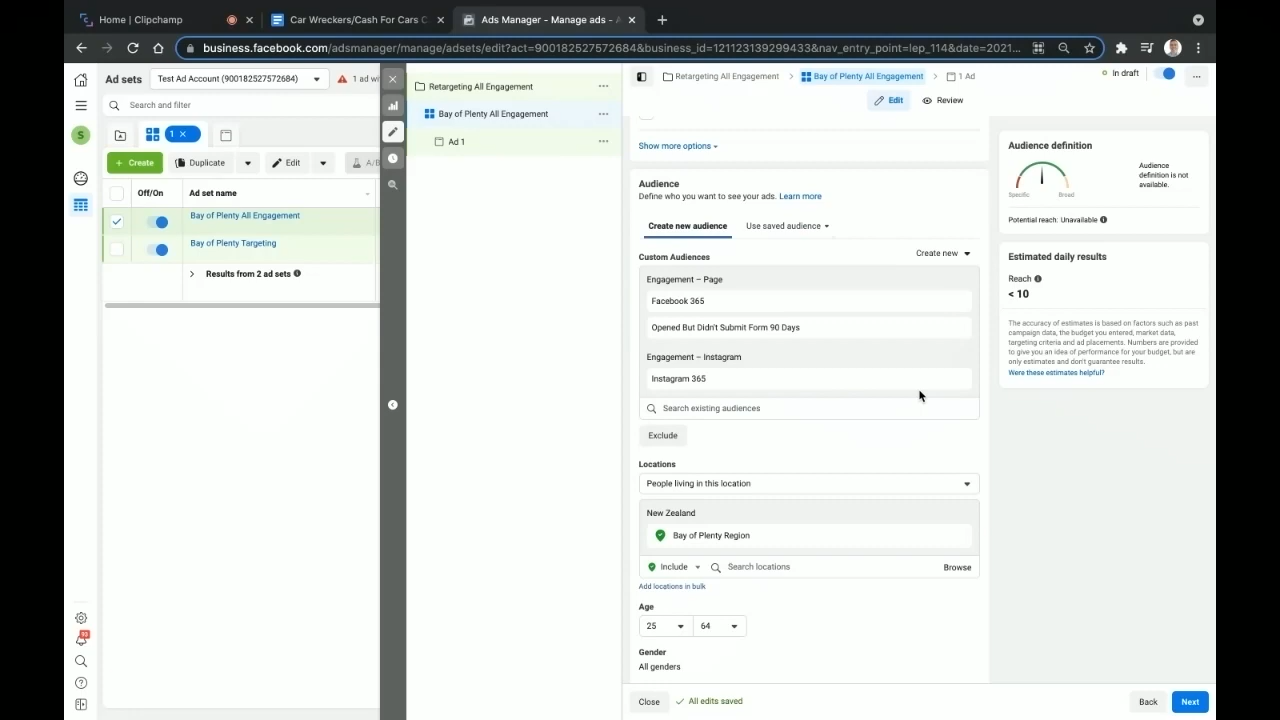 Home | Clipchamp
Car Wreckers/Cash For Cars C
Ads Manager - Manage ads -
business.facebook.com/adsmanager/manage/adsets/edit?act=900182527572684&business_id=121123139299433&nav_entry_point=lep_114&date=2021...
Ad sets
Test Ad Account (900182527572684)
1 ad wi
Search and filter
1
Create
Duplicate
Edit
A/B
Off/On
Ad set name
Bay of Plenty All Engagement
Bay of Plenty Targeting
Results from 2 ad sets
S
Retargeting All Engagement
Bay of Plenty All Engagement
Ad 1
Retargeting All Engagement
Bay of Plenty All Engagement
1 Ad
In draft
Edit
Review
Show more options
Audience
Define who you want to see your ads. Learn more
Create new audience
Use saved audience
Custom Audiences
Create new
Engagement – Page
Facebook 365
Opened But Didn't Submit Form 90 Days
Engagement – Instagram
Instagram 365
Search existing audiences
Exclude
Locations
People living in this location
New Zealand
Bay of Plenty Region
Include
Search locations
Browse
Add locations in bulk
Age
25
64
Gender
All genders
Close
All edits saved
Back
Next
Audience definition
Specific
Broad
Audience
definition is not
available.
Potential reach: Unavailable
Estimated daily results
Reach
< 10
The accuracy of estimates is based on factors such as past
campaign data, the budget you entered, market data,
targeting criteria and ad placements. Numbers are provided
to give you an idea of performance for your budget, but are
only estimates and don't guarantee results.
Were these estimates helpful?